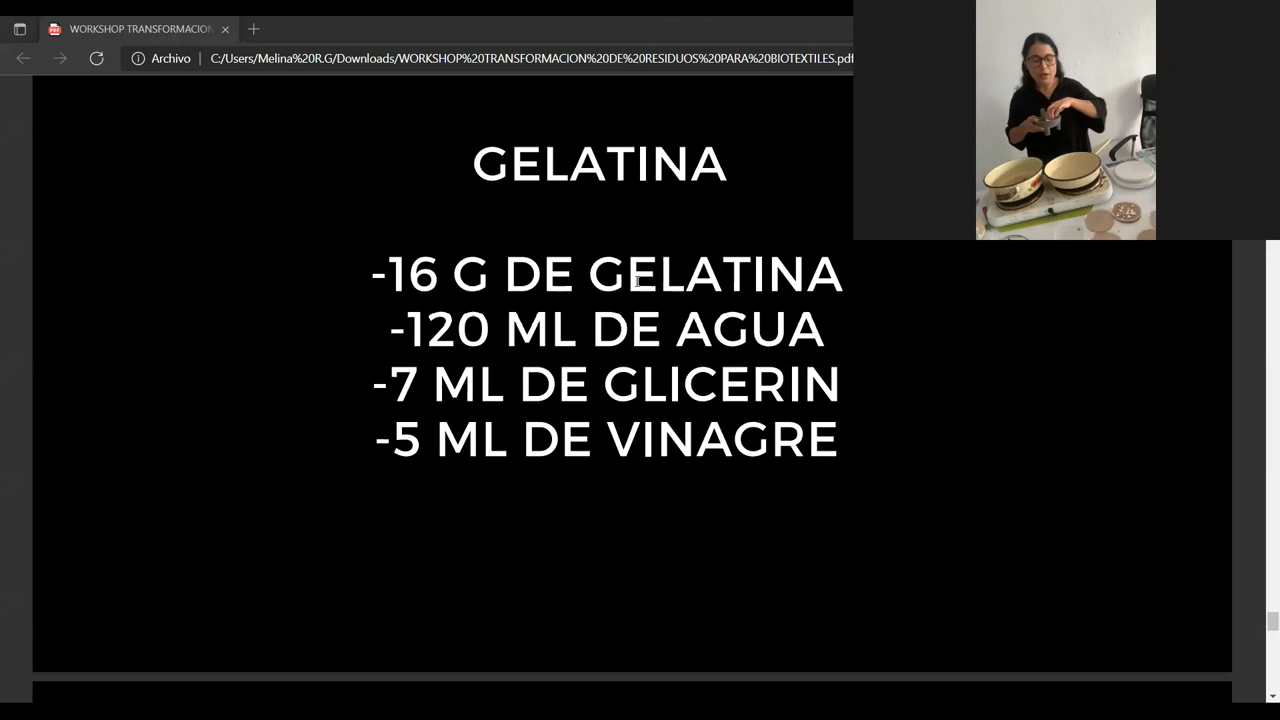 WORKSHOP TRANSFORMACION
Archivo
C:/Users/Melina%20R.G/Downloads/WORKSHOP%20TRANSFORMACION%20DE%20RESIDUOS%20PARA%20BIOTEXTILES.pdf
GELATINA
-16 G DE GELATINA
-120 ML DE AGUA
-7 ML DE GLICERIN
-5 ML DE VINAGRE